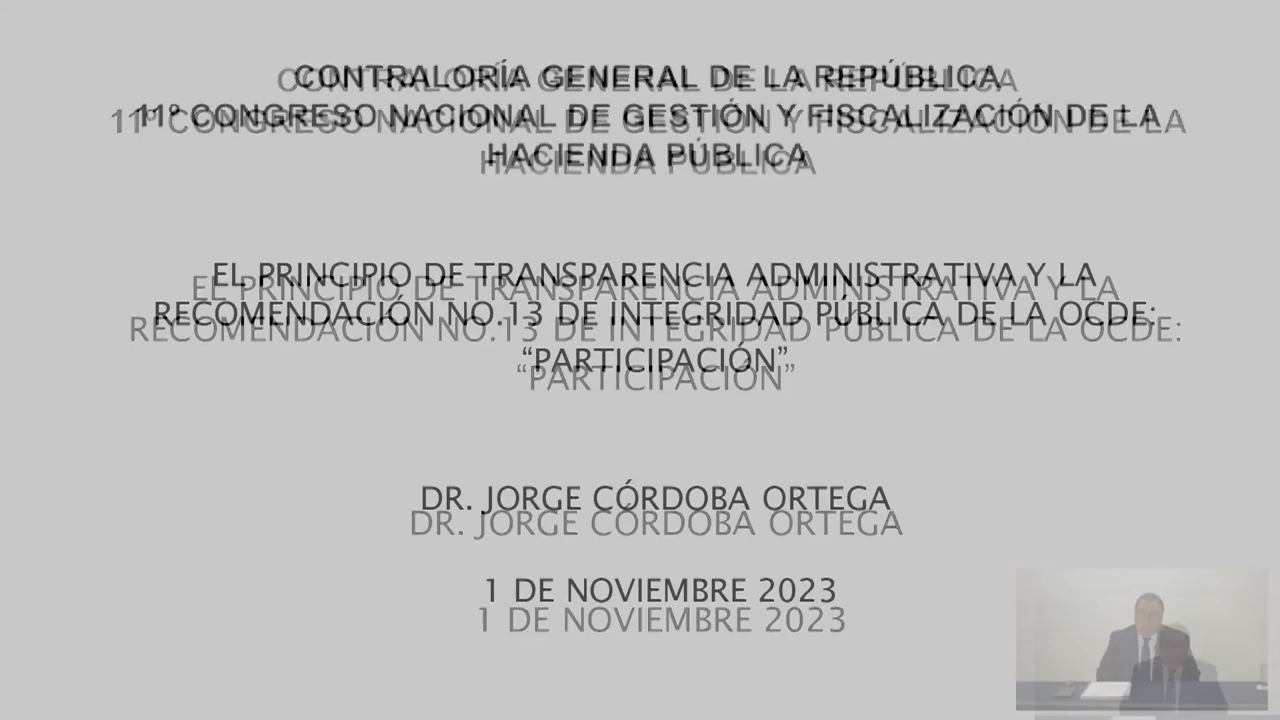 CONTRALORÍA GENERAL DE LA REPÚBLICA
11º CONGRESO NACIONAL DE GESTIÓN Y FISCALIZACIÓN DE LA
HACIENDA PÚBLICA
EL PRINCIPIO DE TRANSPARENCIA ADMINISTRATIVA Y LA
RECOMENDACIÓN NO.13 DE INTEGRIDAD PÚBLICA DE LA OCDE:
“PARTICIPACIÓN”
DR. JORGE CÓRDOBA ORTEGA
1 DE NOVIEMBRE 2023